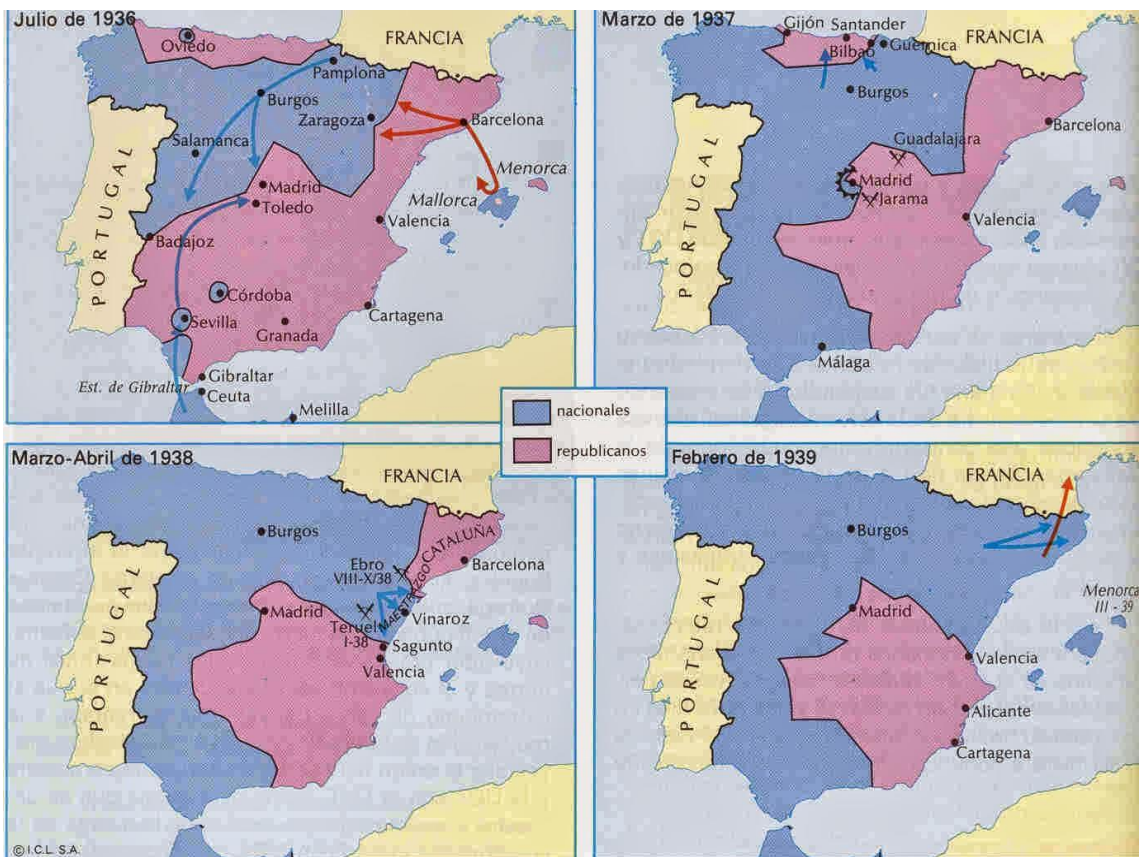 Julio de 1936
Oviedo
FRANCIA
Pamplona
Burgos
Zaragoza
Barcelona
Salamanca
Menorca
Mallorca
Madrid
Toledo
Valencia
PORTUGAL
Badajoz
Córdoba
Sevilla
Cartagena
Granada
Est. de Gibraltar
Gibraltar
Ceuta
Melilla
Marzo de 1937
Gijón
Santander
Bilbao
Guernica
FRANCIA
Burgos
Barcelona
Guadalajara
Madrid
Jarama
Valencia
PORTUGAL
Málaga
nacionales
republicanos
Marzo-Abril de 1938
FRANCIA
Burgos
CATALUÑA
Ebro
VIII-X/38
Barcelona
MAESTRAZGO
Madrid
Vinaroz
Teruel
I-38
Sagunto
Valencia
PORTUGAL
© I.C.L. S.A.
Febrero de 1939
FRANCIA
Burgos
Menorca
III - 39
Madrid
Valencia
PORTUGAL
Alicante
Cartagena